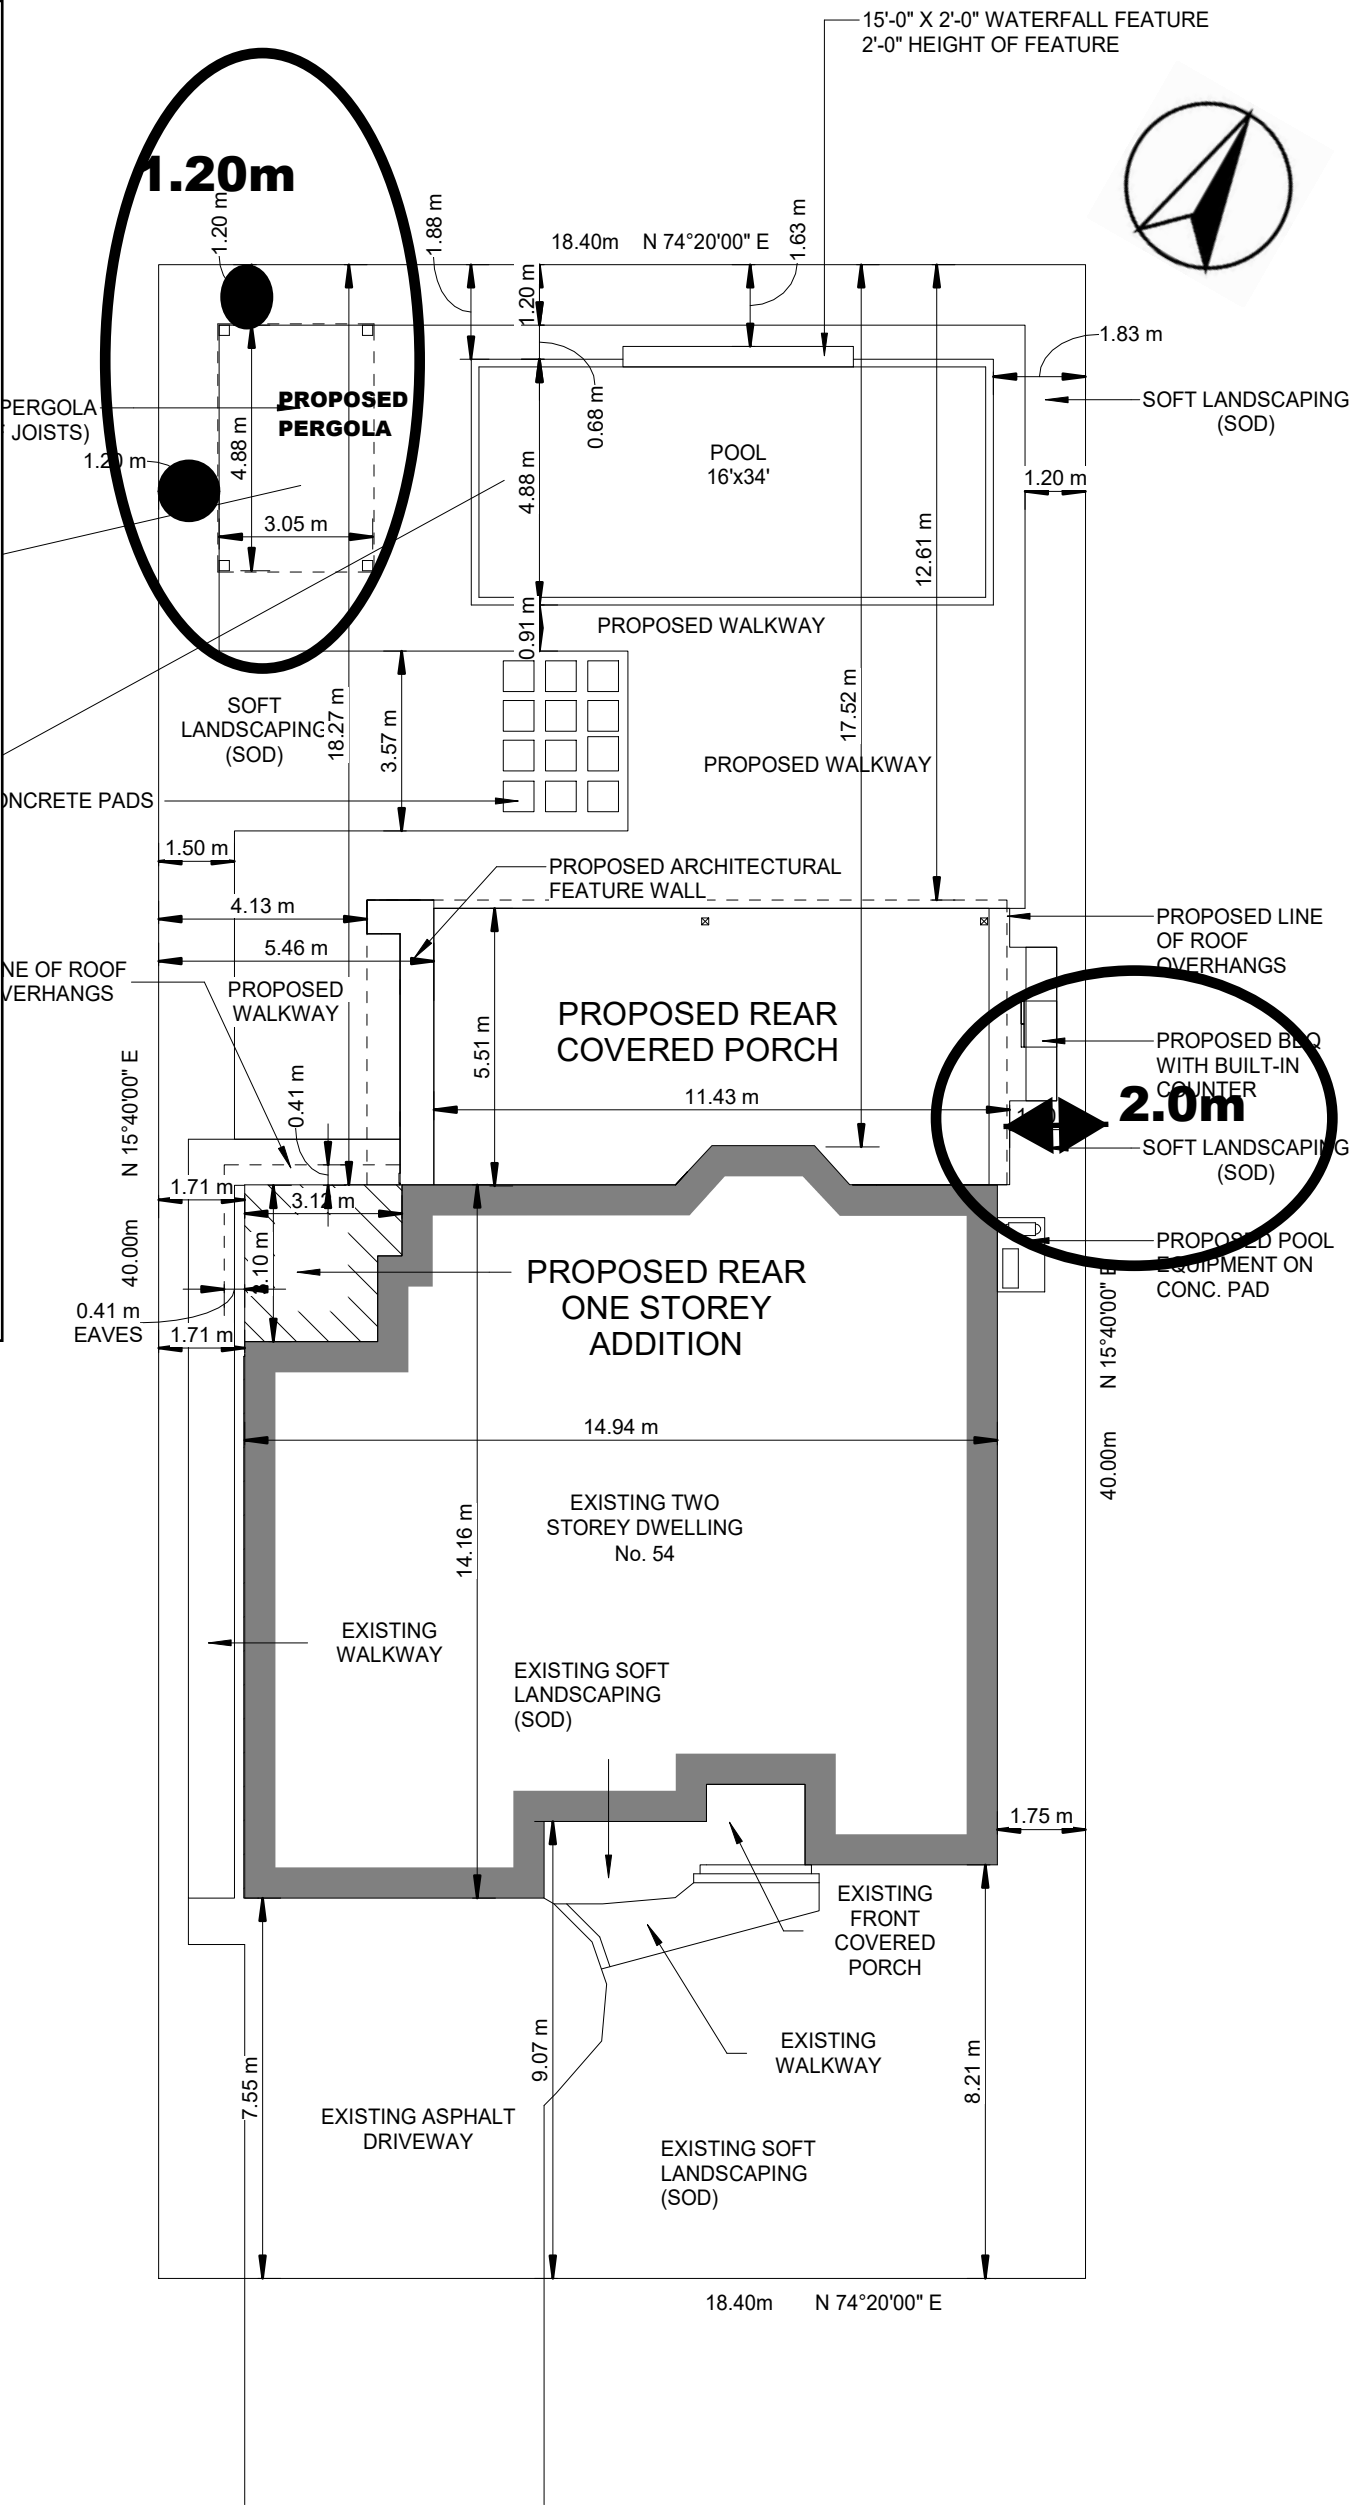 15'-0" X 2'-0" WATERFALL FEATURE
2'-0" HEIGHT OF FEATURE
1.20m
1.20 m
1.88 m
18.40m N 74°20'00" E
1.63 m
1.20 m
1.83 m
PERGOLA
JOISTS)
PROPOSED
PERGOLA
0.68 m
SOFT LANDSCAPING
(SOD)
4.88 m
1.20 m
4.88 m
POOL
16'x34'
1.20 m
3.05 m
12.61 m
0.91 m
PROPOSED WALKWAY
SOFT
LANDSCAPING
(SOD)
18.27 m
3.57 m
17.52 m
PROPOSED WALKWAY
ONCRETE PADS
1.50 m
PROPOSED ARCHITECTURAL
FEATURE WALL
4.13 m
5.46 m
PROPOSED LINE
OF ROOF
OVERHANGS
NE OF ROOF
VERHANGS
PROPOSED
WALKWAY
PROPOSED REAR
COVERED PORCH
5.51 m
PROPOSED BBQ
WITH BUILT-IN
COUNTER
2.0m
11.43 m
0.41 m
N 15°40'00" E
40.00m
SOFT LANDSCAPING
(SOD)
1.71 m
3.12 m
3.10 m
PROPOSED REAR
ONE STOREY
ADDITION
PROPOSED POOL
EQUIPMENT ON
CONC. PAD
0.41 m
EAVES
1.71 m
N 15°40'00" E
40.00m
14.94 m
14.16 m
EXISTING TWO
STOREY DWELLING
No. 54
EXISTING
WALKWAY
EXISTING SOFT
LANDSCAPING
(SOD)
1.75 m
EXISTING
FRONT
COVERED
PORCH
EXISTING
WALKWAY
7.55 m
9.07 m
8.21 m
EXISTING ASPHALT
DRIVEWAY
EXISTING SOFT
LANDSCAPING
(SOD)
18.40m N 74°20'00" E